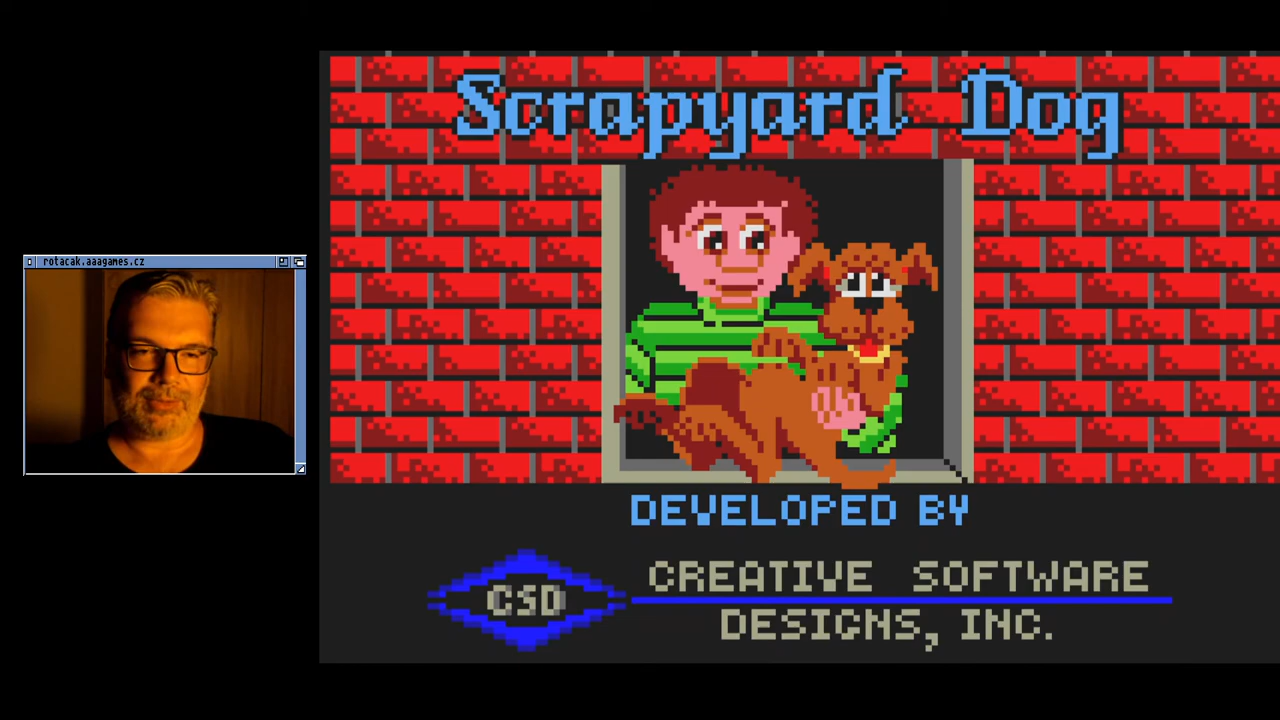 Scrapyard Dog
rotacak.aaagames.cz
DEVELOPED BY
CSD
CREATIVE SOFTWARE
DESIGNS, INC.